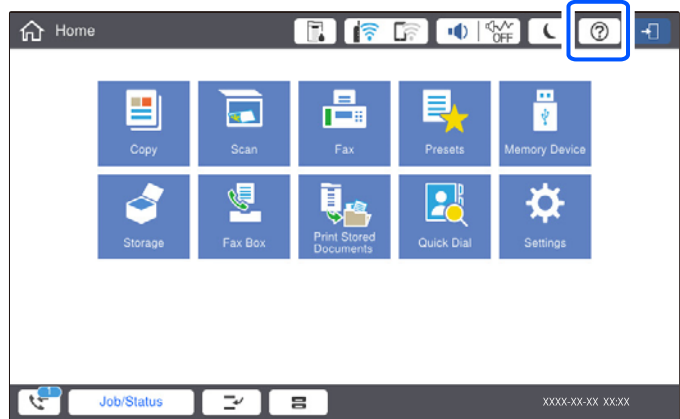 Home
OFF
?
Copy
Scan
Fax
Presets
Memory Device
Storage
Fax Box
Print Stored
Documents
Quick Dial
Settings
1
Job/Status
XXXX-XX-XX XX:XX